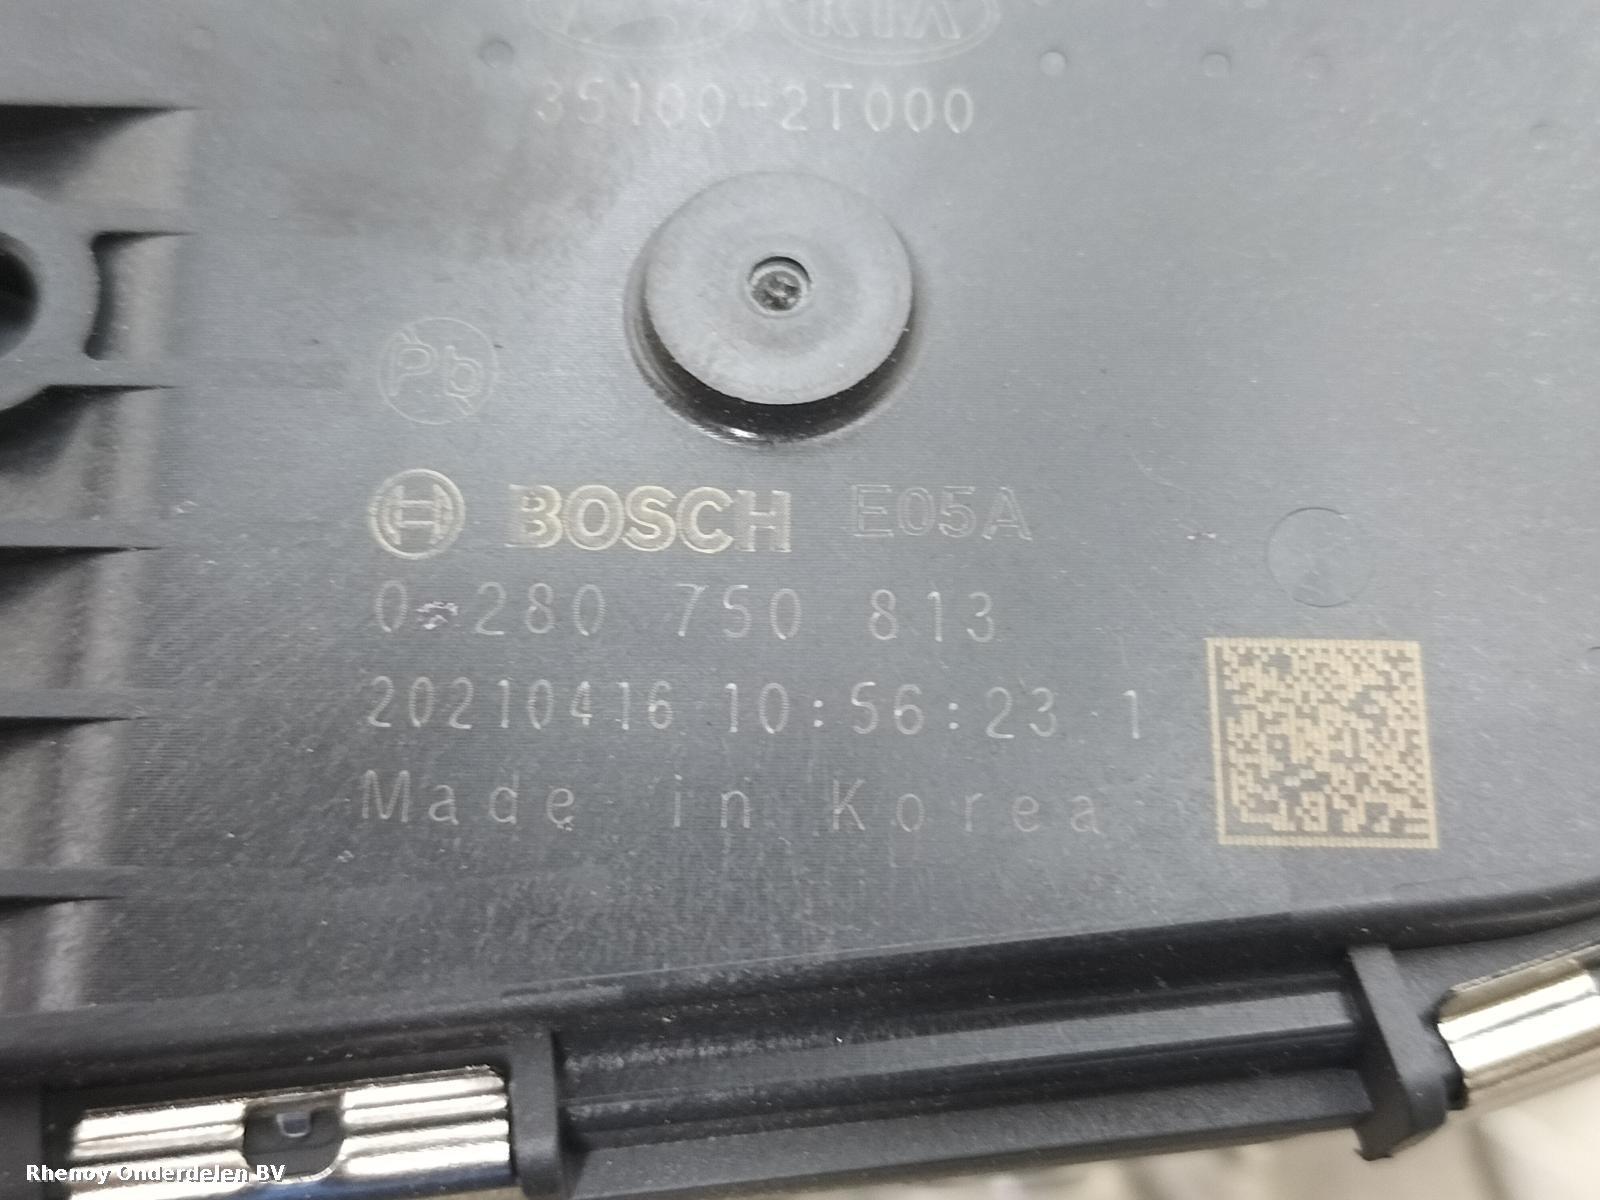 KIA
35100-2T000
Pb
BOSCH E05A
0 280 750 813
20210416 10:56:23 1
Made in Korea
Rhenoy Onderdelen BV